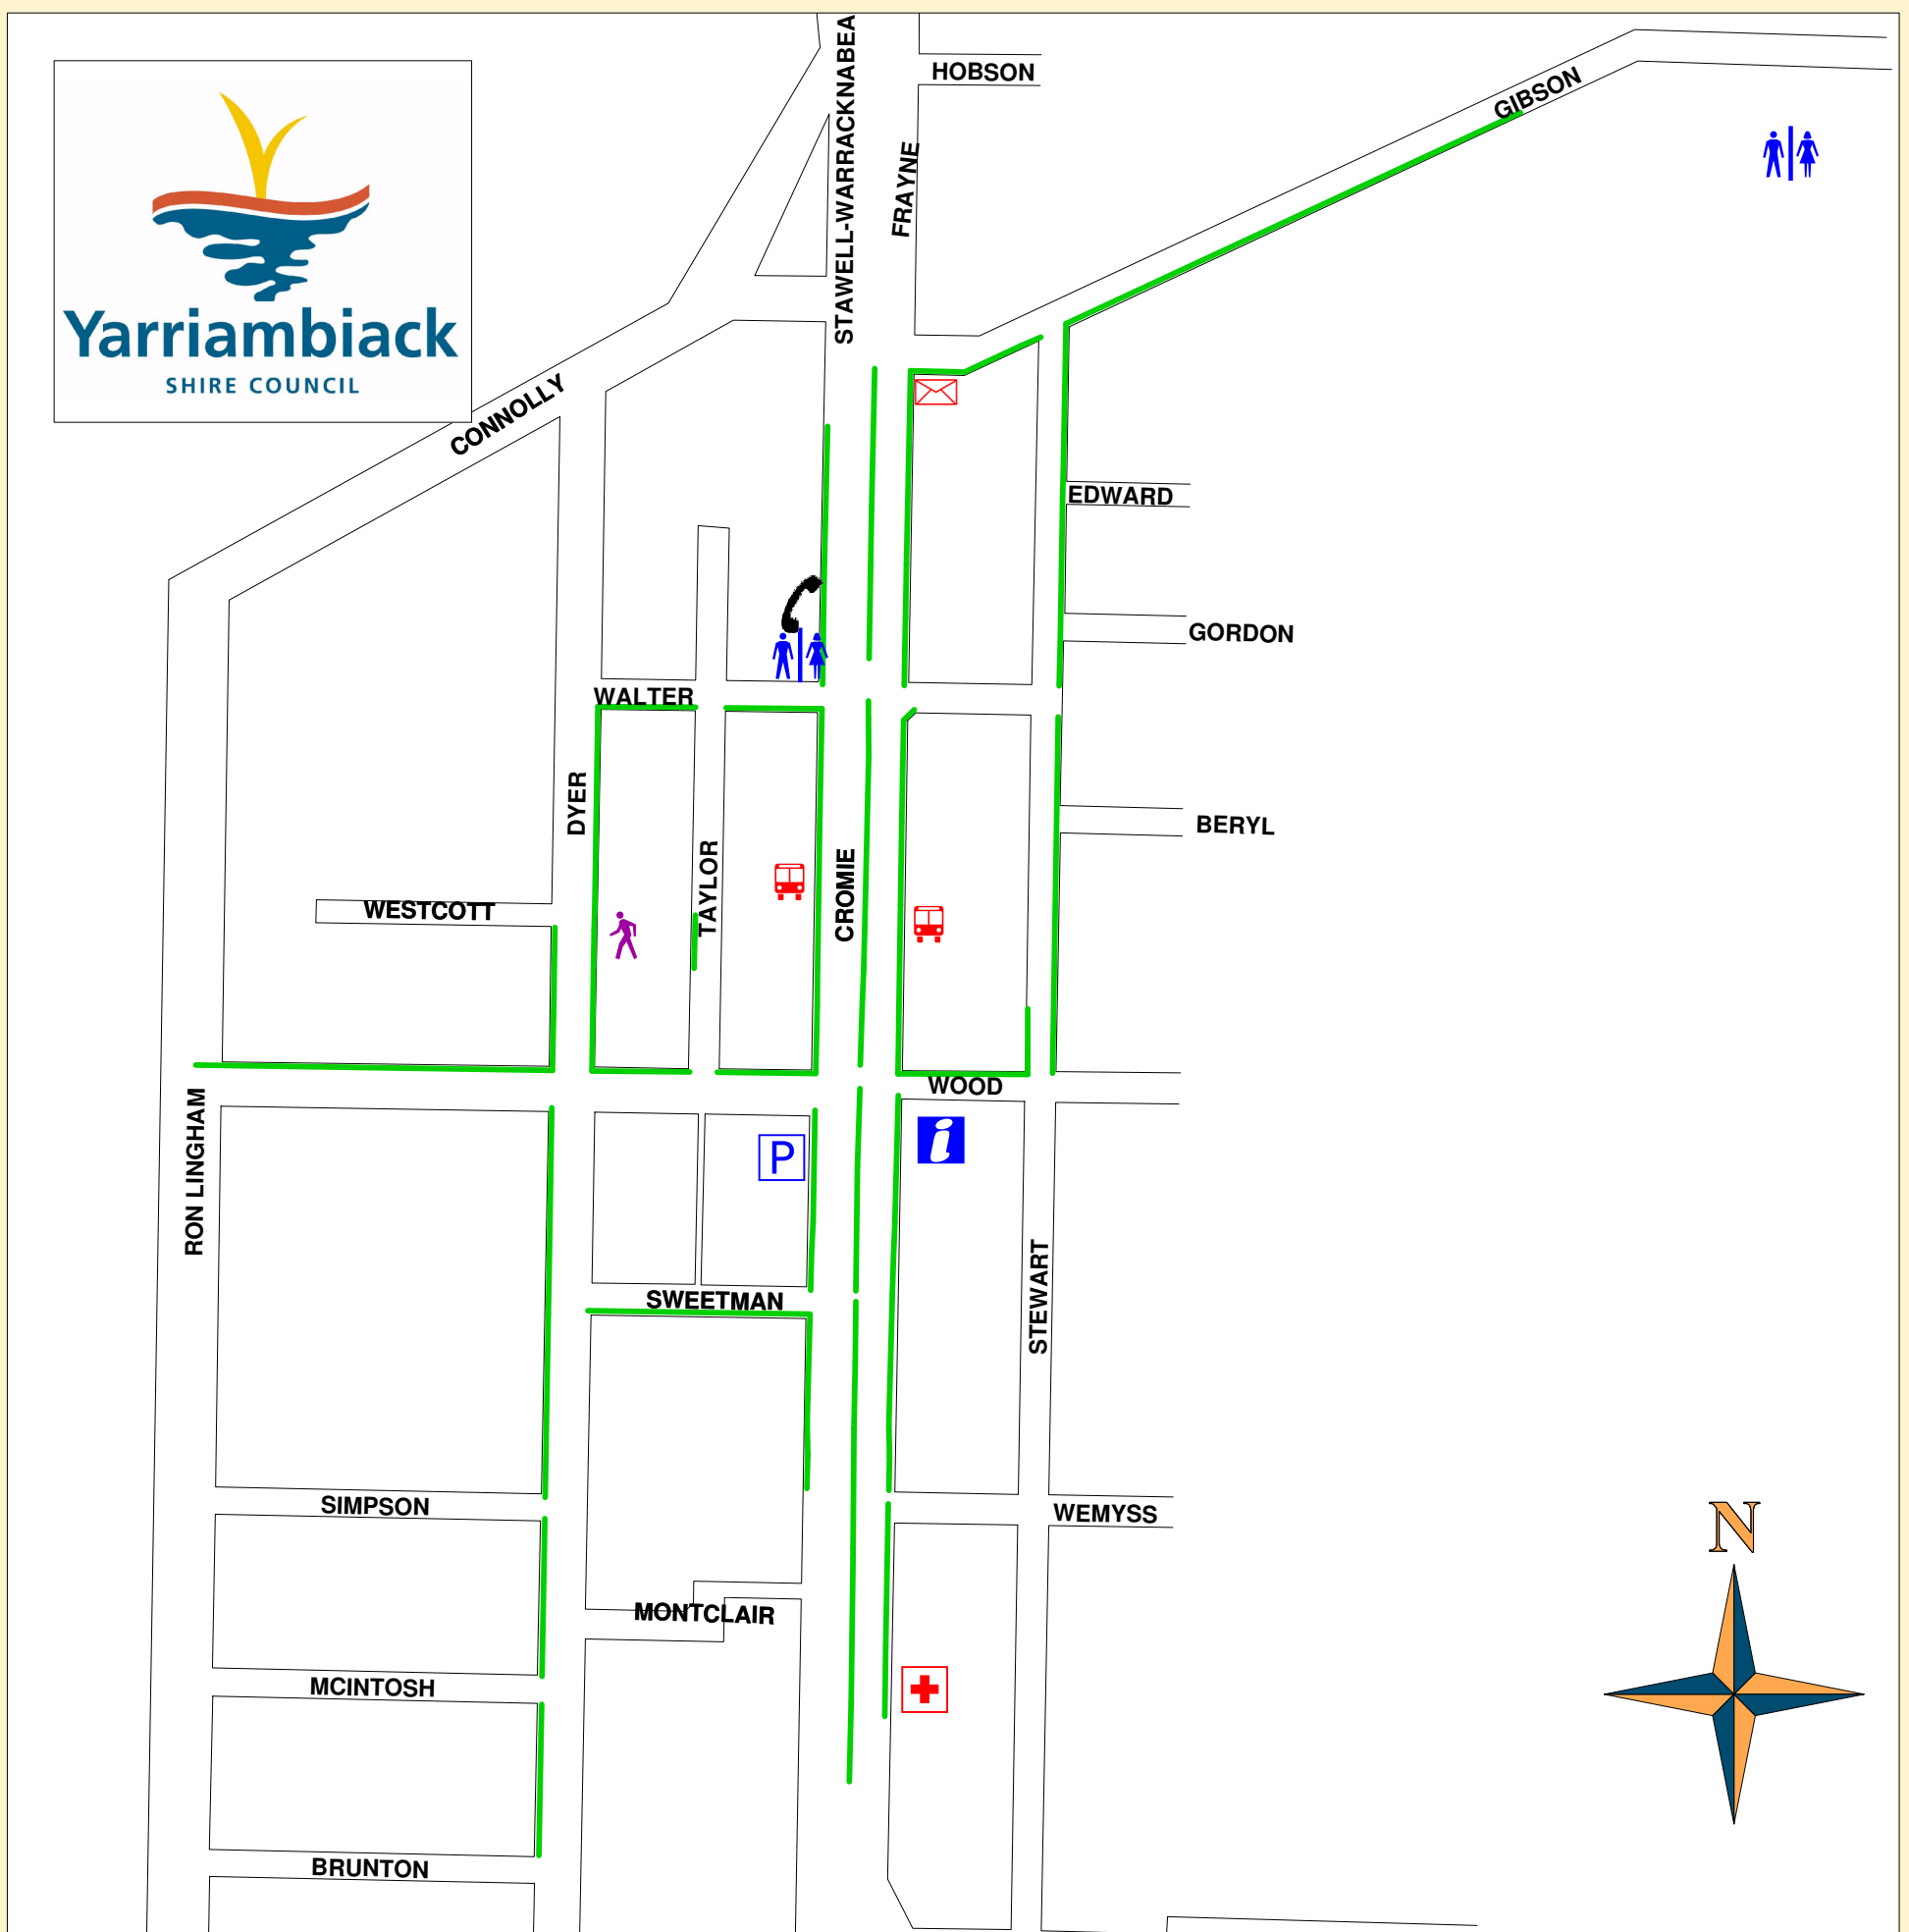 STAWELL-WARRACKNABEA
HOBSON
GIBSON
FRAYNE
Yarriambiack
SHIRE COUNCIL
CONNOLLY
EDWARD
GORDON
WALTER
DYER
TAYLOR
CROMIE
BERYL
WESTCOTT
WOOD
RON LINGHAM
P
i
STEWART
SWEETMAN
SIMPSON
WEMYSS
N
MONTCLAIR
MCINTOSH
BRUNTON